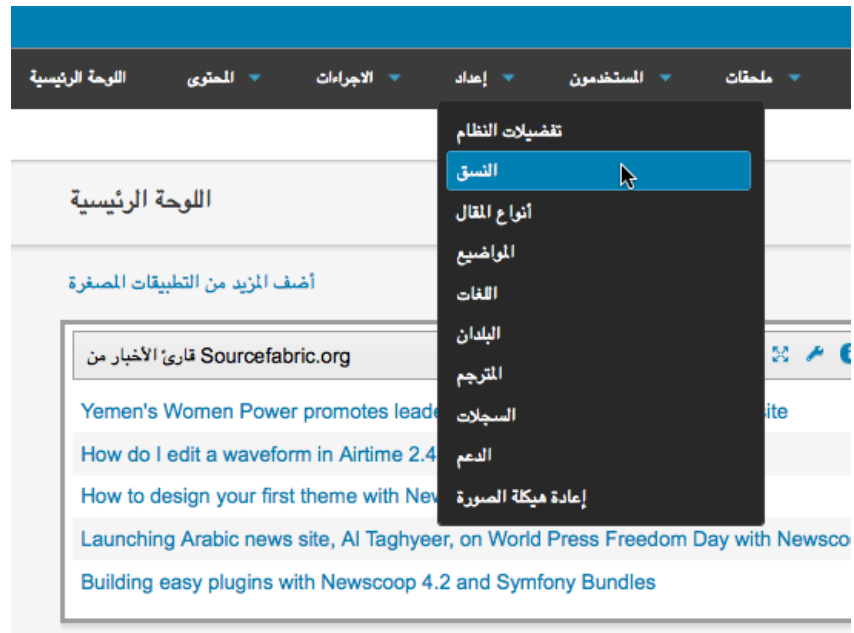 اللوحة الرئيسية
المحتوى
الاجراءات
إعداد
المستخدمون
ملحقات
تفضيلات النظام
النسق
أنواع المقال
المواضيع
اللغات
البلدان
المترجم
السجلات
الدعم
إعادة هيكلة الصورة
اللوحة الرئيسية
أضف المزيد من التطبيقات المصغرة
قارئ الأخبار من Sourcefabric.org
Yemen's Women Power promotes leade ite
How do I edit a waveform in Airtime 2.4
How to design your first theme with New
Launching Arabic news site, Al Taghyeer, on World Press Freedom Day with Newsco
Building easy plugins with Newscoop 4.2 and Symfony Bundles